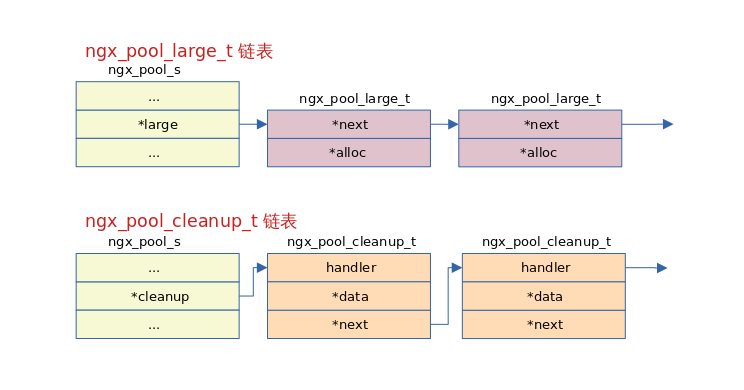 ngx_pool_large_t 链表
ngx_pool_s
ngx_pool_large_t
ngx_pool_large_t
...
*large
*next
*next
...
*alloc
*alloc
ngx_pool_cleanup_t 链表
ngx_pool_s
ngx_pool_cleanup_t
ngx_pool_cleanup_t
...
handler
handler
*cleanup
*data
*data
...
*next
*next